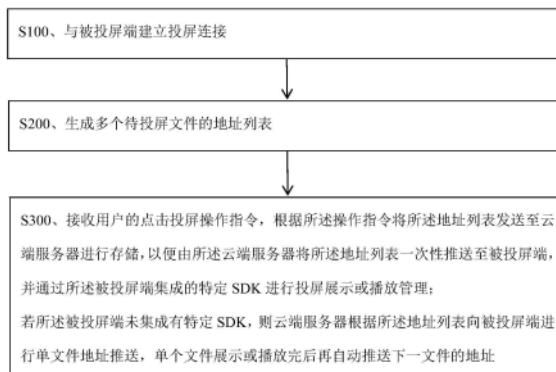 S100、与被投屏端建立投屏连接
S200、生成多个待投屏文件的地址列表
S300、接收用户的点击投屏操作指令，根据所述操作指令将所述地址列表发送至云
端服务器进行存储，以便由所述云端服务器将所述地址列表一次性推送至被投屏端，
并通过所述被投屏端集成的特定 SDK 进行投屏展示或播放管理；
若所述被投屏端未集成有特定 SDK，则云端服务器根据所述地址列表向被投屏端进
行单文件地址推送，单个文件展示或播放完后再自动推送下一文件的地址